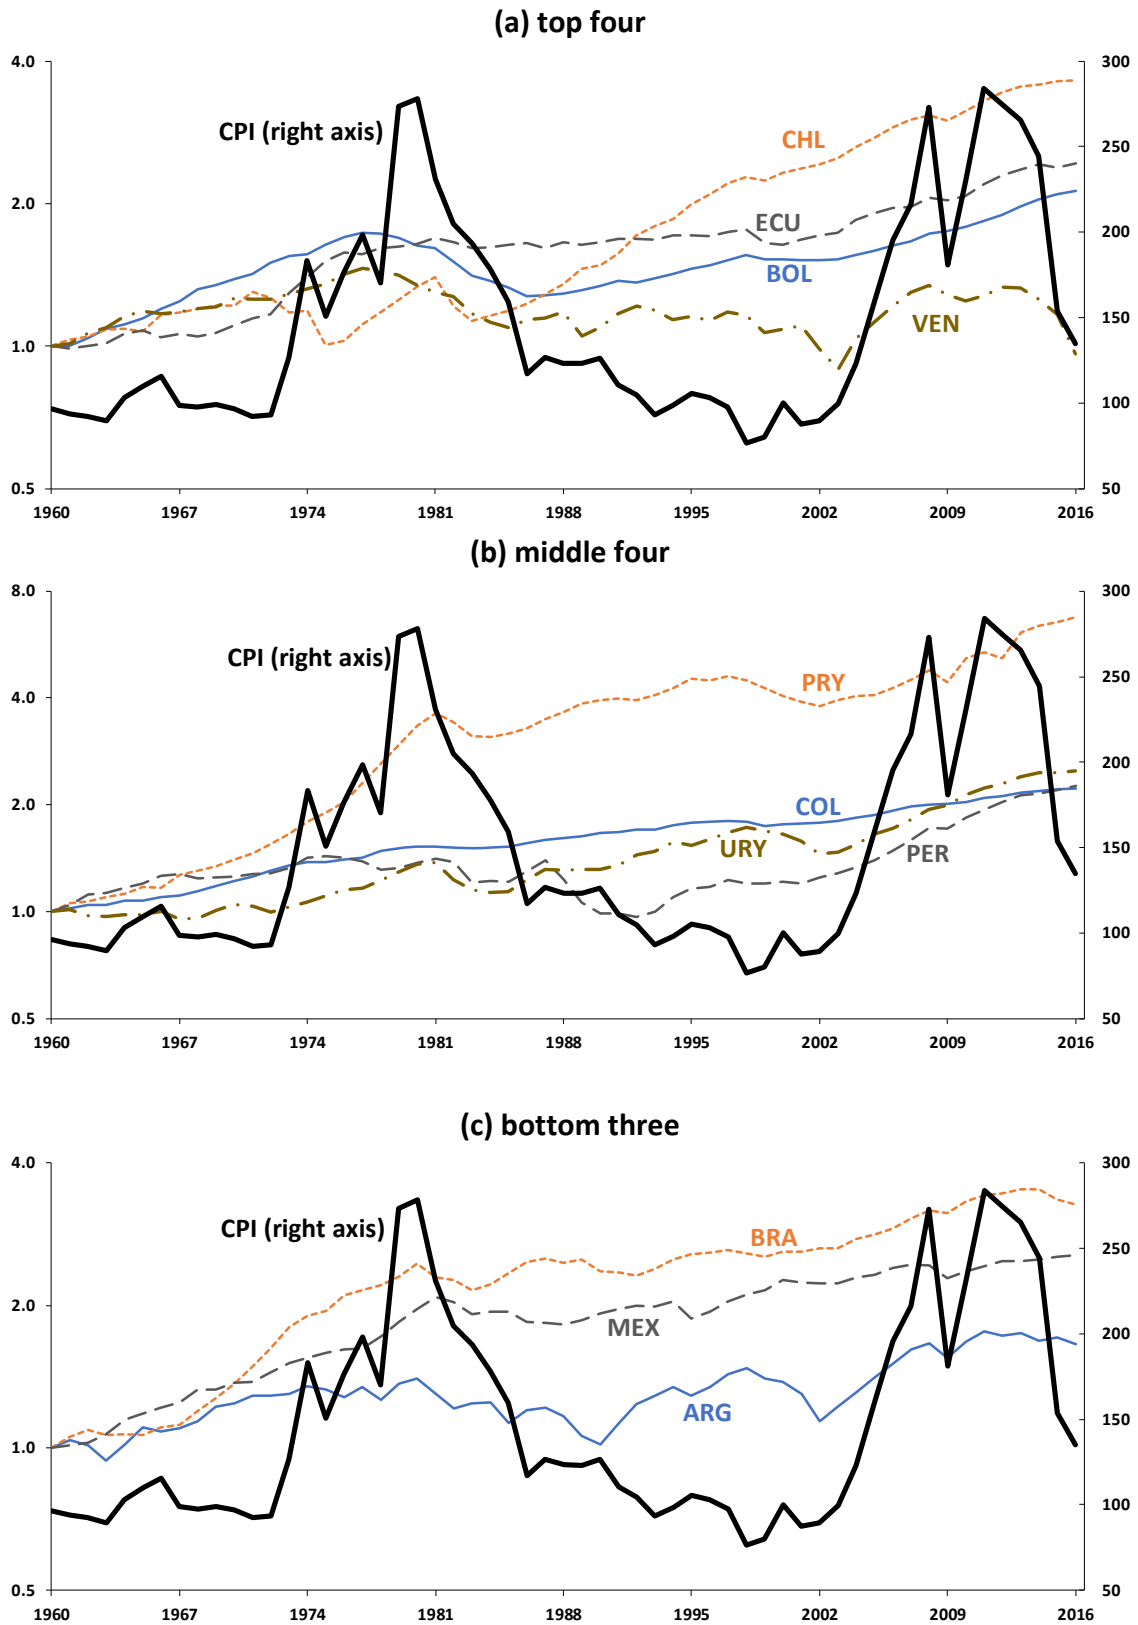 (a) top four
4.0
300
CPI (right axis)
CHL
250
2.0
ECU
200
BOL
1.0
VEN
150
100
0.5
50
1960 1967 1974 1981 1988 1995 2002 2009 2016
(b) middle four
8.0
300
CPI (right axis)
PRY
250
4.0
200
2.0
COL
URY
PER
150
1.0
100
0.5
50
1960 1967 1974 1981 1988 1995 2002 2009 2016
(c) bottom three
4.0
300
CPI (right axis)
BRA
250
2.0
MEX
200
ARG
150
1.0
100
0.5
50
1960 1967 1974 1981 1988 1995 2002 2009 2016